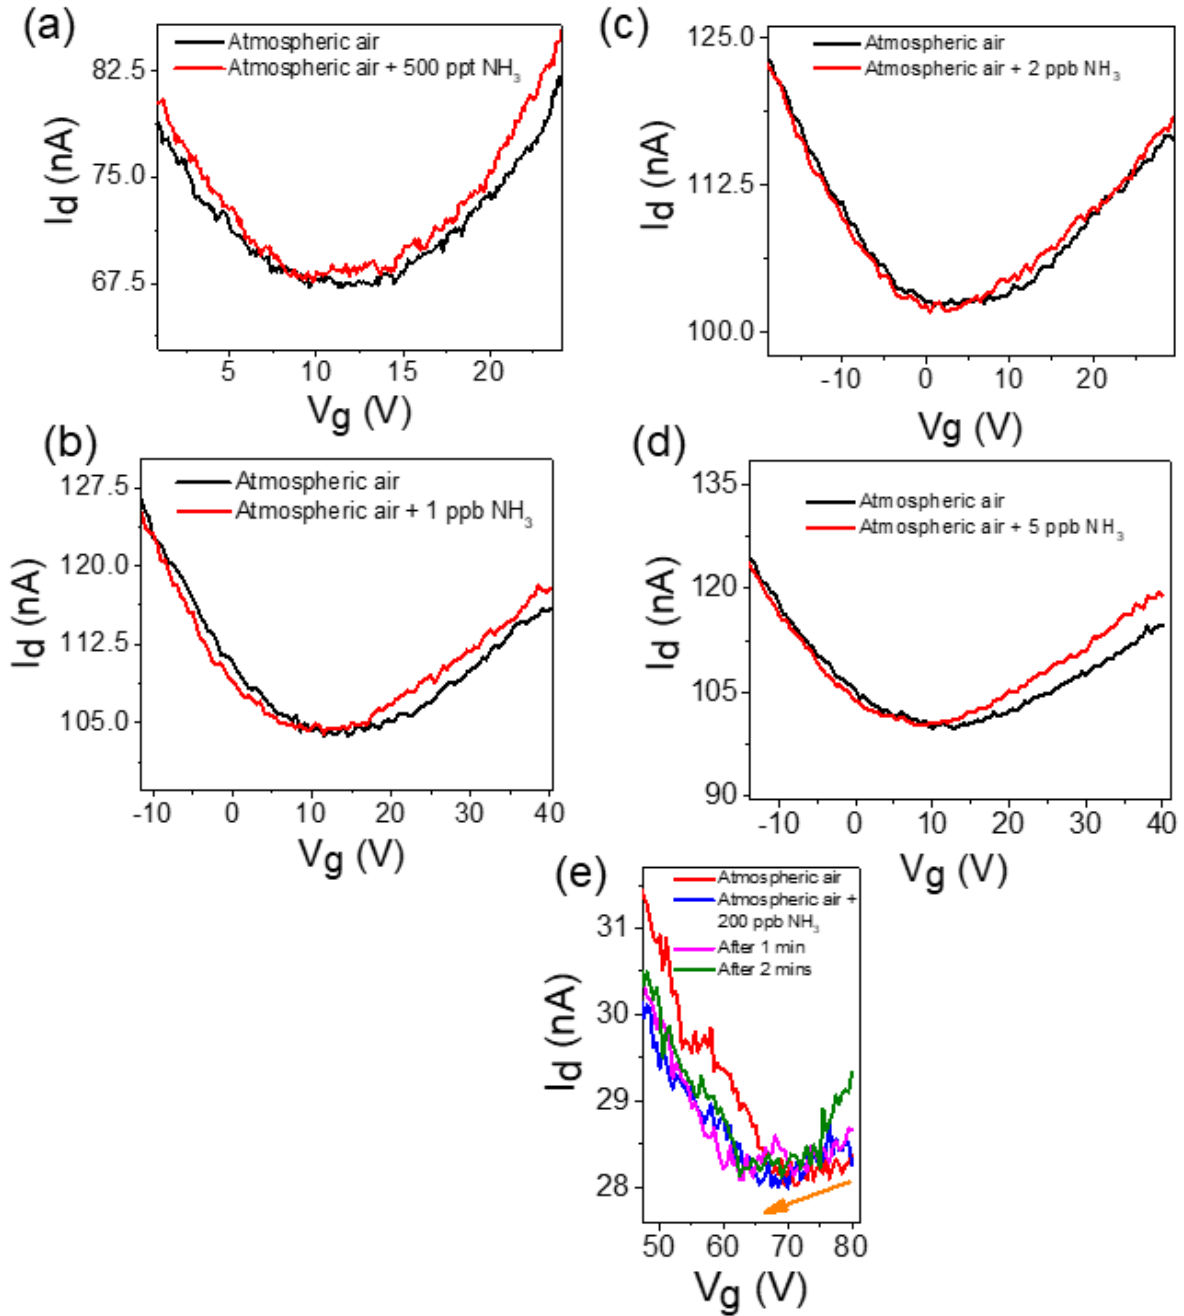 (a)
Atmospheric air
Atmospheric air + 500 ppt NH3
82.5
75.0
67.5
Id (nA)
5 10 15 20
Vg (V)
(c)
Atmospheric air
Atmospheric air + 2 ppb NH3
125.0
112.5
100.0
Id (nA)
-10 0 10 20
Vg (V)
(b)
Atmospheric air
Atmospheric air + 1 ppb NH3
127.5
120.0
112.5
105.0
Id (nA)
-10 0 10 20 30 40
Vg (V)
(d)
Atmospheric air
Atmospheric air + 5 ppb NH3
135
120
105
90
Id (nA)
-10 0 10 20 30 40
Vg (V)
(e)
Atmospheric air
Atmospheric air +
200 ppb NH3
After 1 min
After 2 mins
31
30
29
28
Id (nA)
50 60 70 80
Vg (V)